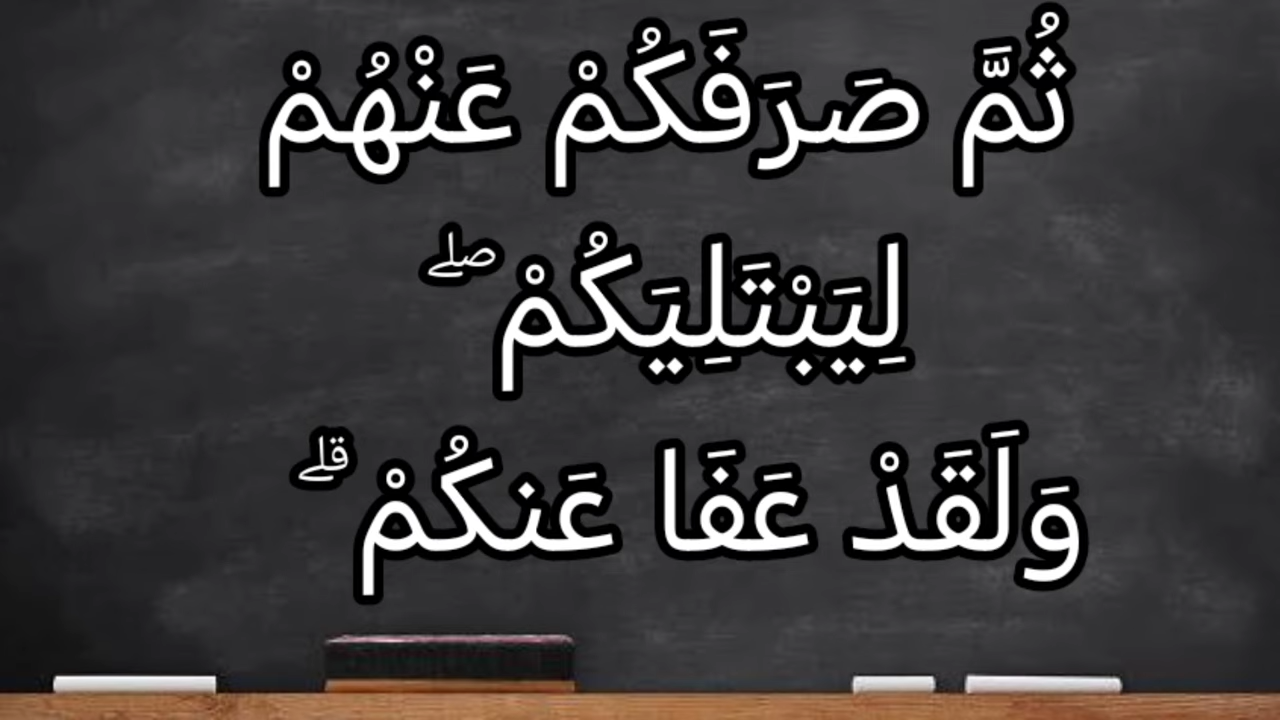 ثُمَّ صَرَفَكُمْ عَنْهُمْ
لِيَبْتَلِيَكُمْ ۖ
وَلَقَدْ عَفَا عَنكُمْ ۗ